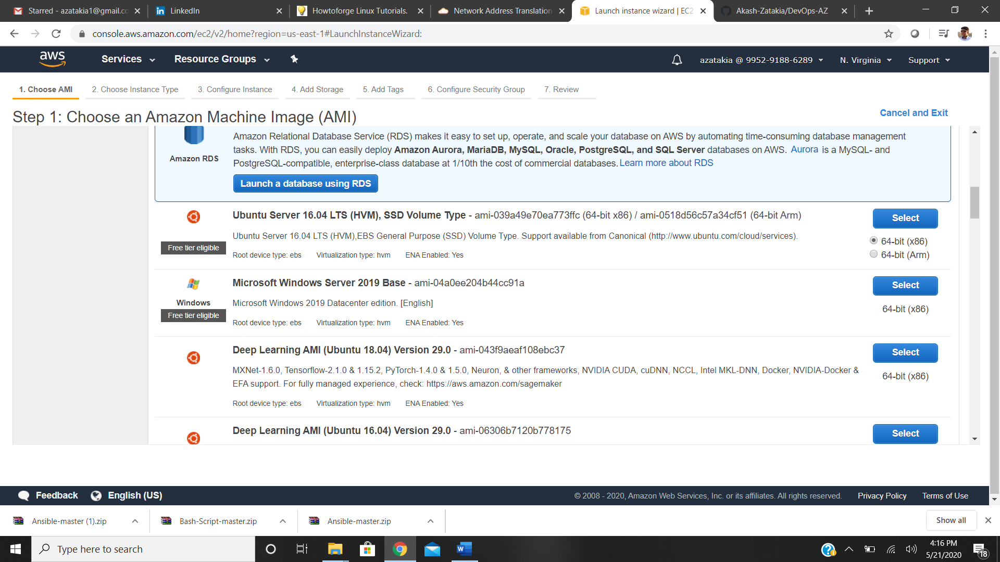 Starred - azatakia1@gmail.co
LinkedIn
Howtoforge Linux Tutorials.
Network Address Translation
Launch instance wizard | EC2
Akash-Zatakia/DevOps-AZ
console.aws.amazon.com/ec2/v2/home?region=us-east-1#LaunchInstanceWizard:
aws
Services
Resource Groups
azatakia @ 9952-9188-6289
N. Virginia
Support
1. Choose AMI
2. Choose Instance Type
3. Configure Instance
4. Add Storage
5. Add Tags
6. Configure Security Group
7. Review
Step 1: Choose an Amazon Machine Image (AMI)
Cancel and Exit
Amazon RDS
Amazon Relational Database Service (RDS) makes it easy to set up, operate, and scale your database on AWS by automating time-consuming database management
tasks. With RDS, you can easily deploy Amazon Aurora, MariaDB, MySQL, Oracle, PostgreSQL, and SQL Server databases on AWS. Aurora is a MySQL- and
PostgreSQL-compatible, enterprise-class database at 1/10th the cost of commercial databases. Learn more about RDS
Launch a database using RDS
Ubuntu Server 16.04 LTS (HVM), SSD Volume Type - ami-039a49e70ea773ffc (64-bit x86) / ami-0518d56c57a34cf51 (64-bit Arm)
Select
Free tier eligible
Ubuntu Server 16.04 LTS (HVM),EBS General Purpose (SSD) Volume Type. Support available from Canonical (http://www.ubuntu.com/cloud/services).
64-bit (x86)
64-bit (Arm)
Root device type: ebs Virtualization type: hvm ENA Enabled: Yes
Windows
Free tier eligible
Microsoft Windows Server 2019 Base - ami-04a0ee204b44cc91a
Select
Microsoft Windows 2019 Datacenter edition. [English]
64-bit (x86)
Root device type: ebs Virtualization type: hvm ENA Enabled: Yes
Deep Learning AMI (Ubuntu 18.04) Version 29.0 - ami-043f9aeaf108ebc37
Select
MXNet-1.6.0, Tensorflow-2.1.0 & 1.15.2, PyTorch-1.4.0 & 1.5.0, Neuron, & other frameworks, NVIDIA CUDA, cuDNN, NCCL, Intel MKL-DNN, Docker, NVIDIA-Docker &
EFA support. For fully managed experience, check: https://aws.amazon.com/sagemaker
64-bit (x86)
Root device type: ebs Virtualization type: hvm ENA Enabled: Yes
Deep Learning AMI (Ubuntu 16.04) Version 29.0 - ami-06306b7120b778175
Select
Feedback
English (US)
© 2008 - 2020, Amazon Web Services, Inc. or its affiliates. All rights reserved.
Privacy Policy
Terms of Use
Ansible-master (1).zip
Bash-Script-master.zip
Ansible-master.zip
Show all
Type here to search
4:16 PM
5/21/2020
18